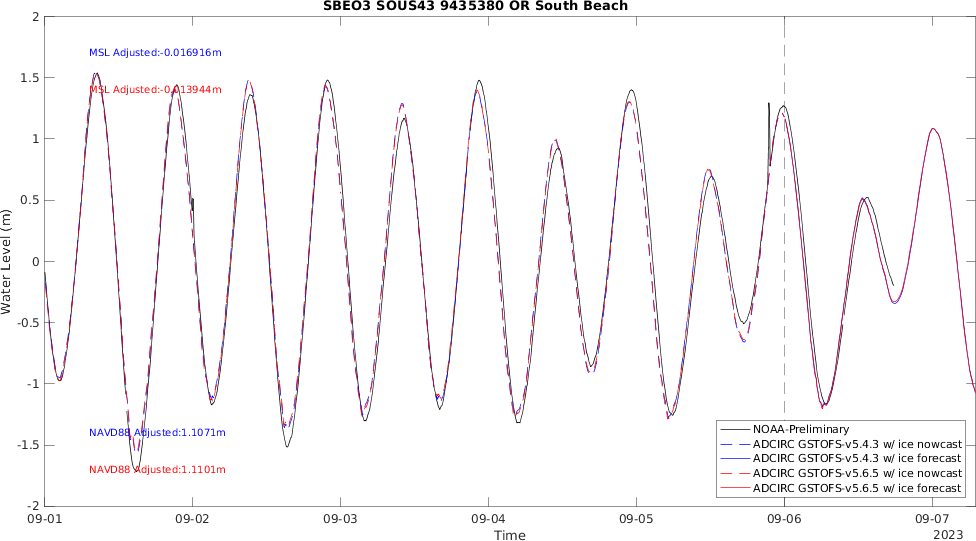 SBEO3 SOUS43 9435380 OR South Beach
2
1.5
1
0.5
0
-0.5
-1
-1.5
-2
Water Level (m)
MSL Adjusted:-0.016916m
MSL Adjusted:-0.013944m
NAVD88 Adjusted:1.1071m
NAVD88 Adjusted:1.1101m
NOAA-Preliminary
ADCIRC GSTOFS-v5.4.3 w/ ice nowcast
ADCIRC GSTOFS-v5.4.3 w/ ice forecast
ADCIRC GSTOFS-v5.6.5 w/ ice nowcast
ADCIRC GSTOFS-v5.6.5 w/ ice forecast
09-01 09-02 09-03 09-04 09-05 09-06 09-07
Time
2023